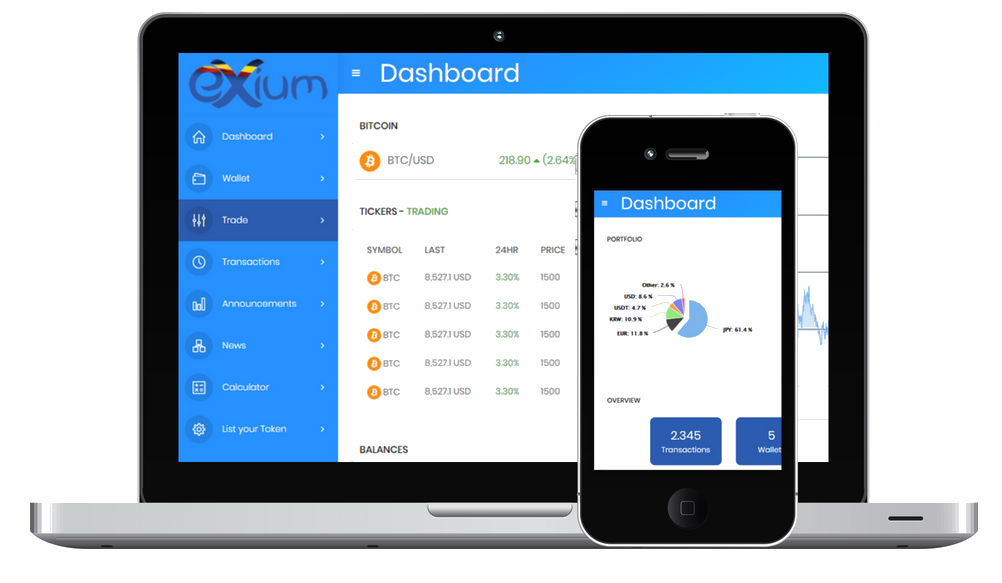 exium
Dashboard
Dashboard
Wallet
Trade
Transactions
Announcements
News
Calculator
List your Token
BITCOIN
BTC/USD 218.90 (2.64%
TICKERS - TRADING
SYMBOL LAST 24HR PRICE
BTC 8,527.1 USD 3.30% 1500
BTC 8,527.1 USD 3.30% 1500
BTC 8,527.1 USD 3.30% 1500
BTC 8,527.1 USD 3.30% 1500
BTC 8,527.1 USD 3.30% 1500
BALANCES
Dashboard
PORTFOLIO
Other: 2.6 %
USD: 8.6 %
USDT: 4.7 %
KRW: 10.9 %
EUR: 11.8 %
JPY: 61.4 %
OVERVIEW
2.345 5
Transactions Wallet